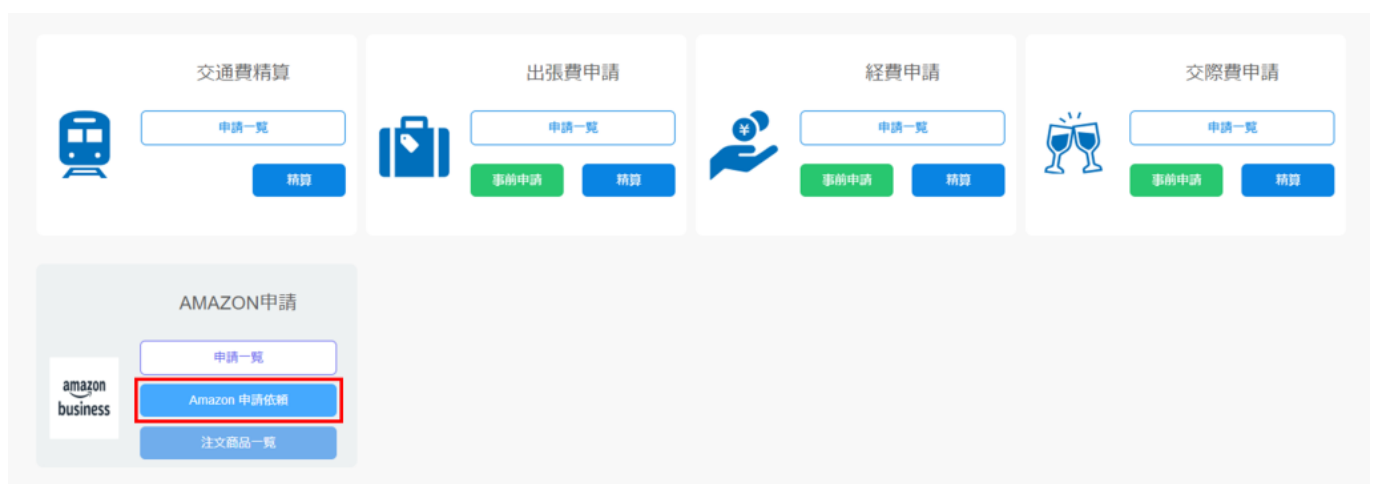 交通費精算
申請一覧
精算
出張費申請
申請一覧
事前申請
精算
経費申請
¥
申請一覧
事前申請
精算
交際費申請
申請一覧
事前申請
精算
AMAZON申請
amazon
business
申請一覧
Amazon 申請依頼
注文商品一覧